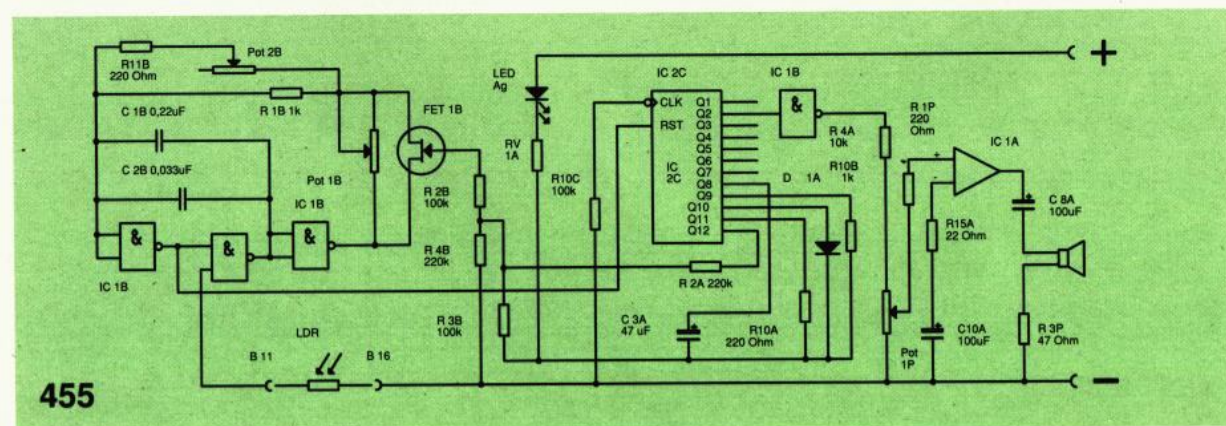 R11B
220 Ohm
Pot 2B
C 1B 0,22uF
R 1B 1k
C 2B 0,033uF
Pot 1B
FET 1B
IC 1B
&
IC 1B
&
&
R 2B
100k
R 4B
220k
R 3B
100k
LDR
B 11
B 16
LED
Ag
RV
1A
R10C
100k
IC 2C
CLK
RST
IC
2C
Q1
Q2
Q3
Q4
Q5
Q6
Q7
Q8
Q9
Q10
Q11
Q12
IC 1B
&
R 4A
10k
D 1A
R10B
1k
R 2A 220k
C 3A
47 uF
+
R10A
220 Ohm
R 1P
220
Ohm
IC 1A
+
-
R15A
22 Ohm
C10A
100uF
+
Pot
1P
C 8A
100uF
+
R 3P
47 Ohm
+
−
455